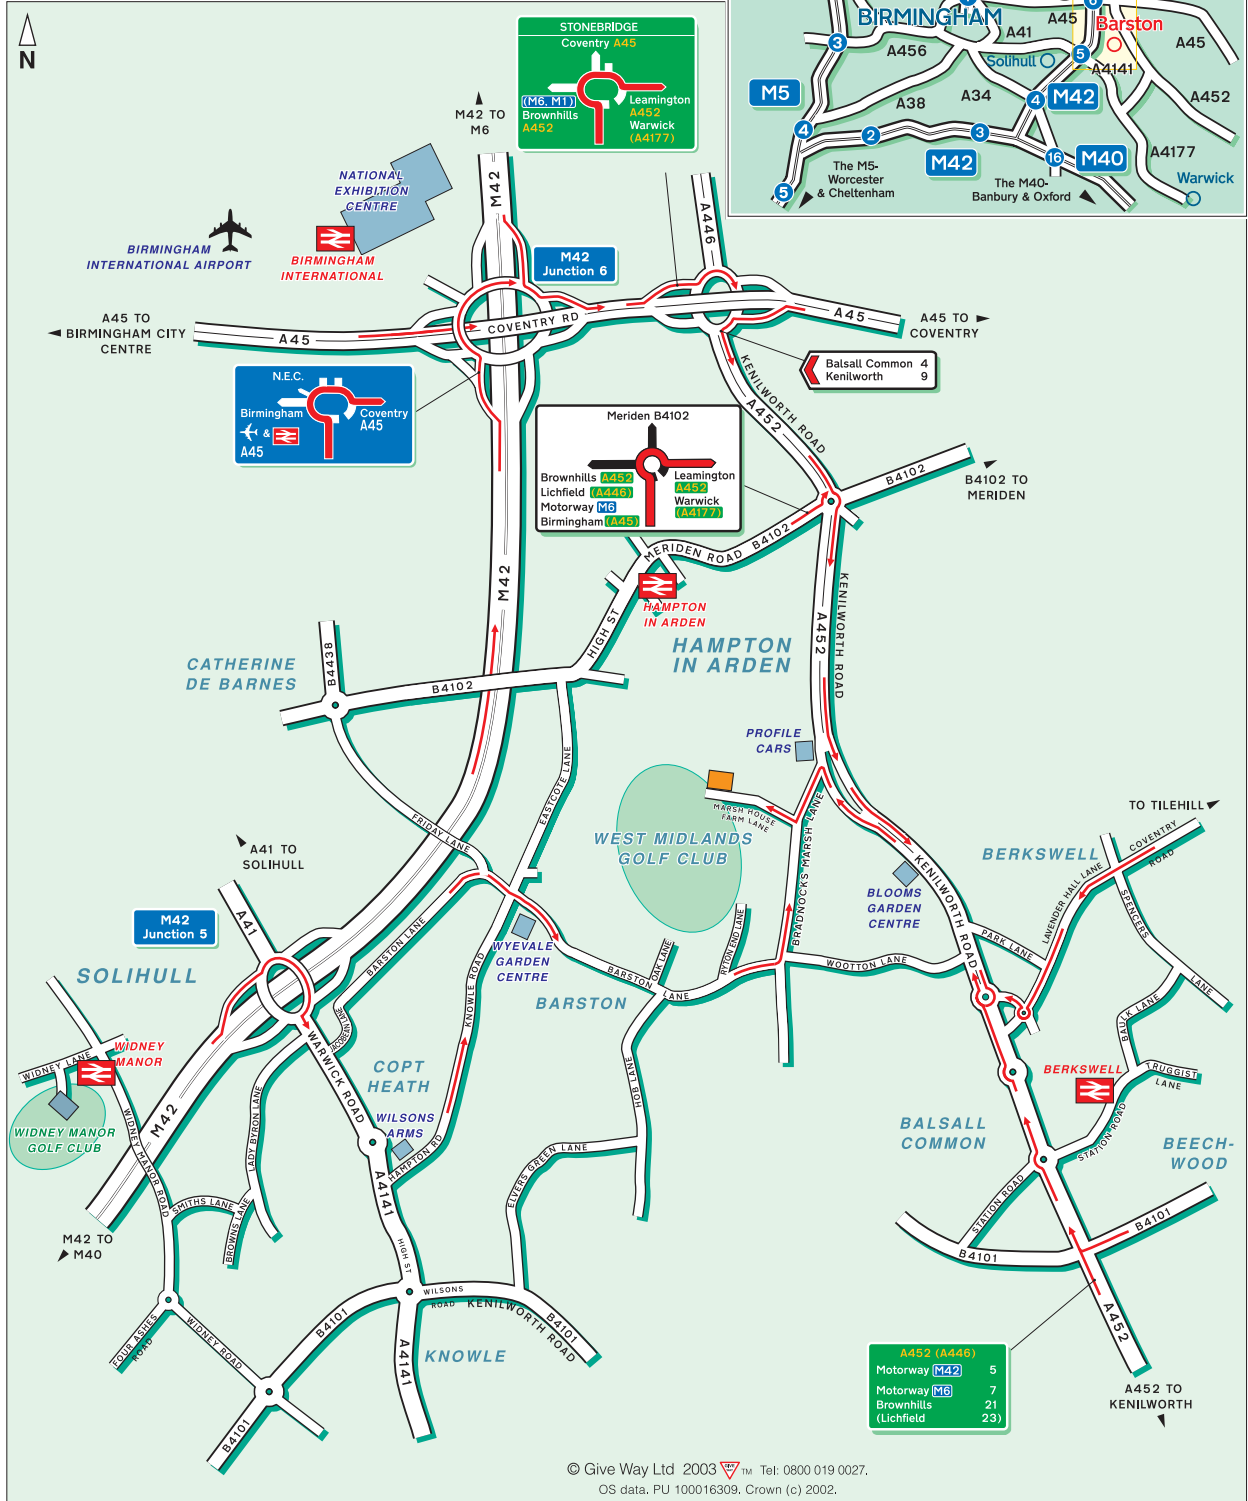 N
STONEBRIDGE
Coventry A45
(M6, M1)
Brownhills
A452
Leamington
A452
Warwick
(A4177)
BIRMINGHAM
A45
Barston
A41
A45
3
6
A456
Solihull
5
A4141
M5
A38
A34
4
M42
A452
4
2
3
M42
16
M40
A4177
The M5-
Worcester
& Cheltenham
The M40-
Banbury & Oxford
Warwick
5
M42 TO
M6
M42
A446
NATIONAL
EXHIBITION
CENTRE
BIRMINGHAM
INTERNATIONAL AIRPORT
BIRMINGHAM
INTERNATIONAL
M42
Junction 6
A45 TO
BIRMINGHAM CITY
CENTRE
A45
COVENTRY RD
A45
A45 TO
COVENTRY
N.E.C.
Birmingham
&
A45
Coventry
A45
Balsall Common 4
Kenilworth 9
KENILWORTH ROAD
A452
Meriden B4102
Brownhills A452
Lichfield (A446)
Motorway M6
Birmingham (A45)
Leamington
A452
Warwick
(A4177)
B4102
B4102 TO
MERIDEN
MERIDEN ROAD B4102
M42
HAMPTON
IN ARDEN
HIGH ST
HAMPTON
IN ARDEN
A452
KENILWORTH ROAD
CATHERINE
DE BARNES
B4438
B4102
PROFILE
CARS
EASTCOTE LANE
FRIDAY LANE
MARSH HOUSE
FARM LANE
WEST MIDLANDS
GOLF CLUB
BRADNOCKS MARSH LANE
TO TILEHILL
COVENTRY
ROAD
BERKSWELL
LAVENDER HALL LANE
SPENCERS
LANE
KENILWORTH ROAD
BLOOMS
GARDEN
CENTRE
A41 TO
SOLIHULL
A41
M42
Junction 5
SOLIHULL
BARSTON LANE
WYEVALE
GARDEN
CENTRE
KNOWLE ROAD
BARSTON
BARSTON LANE
OAK LANE
RYTON END LANE
WOOTTON LANE
PARK LANE
BAULK LANE
TRUGGIST
LANE
WIDNEY
MANOR
WIDNEY LANE
JACOBEAN LANE
WARWICK ROAD
COPT
HEATH
HOB LANE
BERKSWELL
STATION ROAD
WIDNEY MANOR
GOLF CLUB
M42
WIDNEY MANOR ROAD
LADY BYRON LANE
WILSONS
ARMS
HAMPTON RD
BALSALL
COMMON
BEECH-
WOOD
ELVERS GREEN LANE
A4141
SMITHS LANE
BROWNS LANE
STATION ROAD
B4101
B4101
M42 TO
M40
HIGH ST
WILSONS
ROAD
KENILWORTH ROAD
B4101
B4101
FOUR ASHES
ROAD
WIDNEY ROAD
A4141
KNOWLE
B4101
A452
A452 (A446)
Motorway M42 5
Motorway M6 7
Brownhills 21
(Lichfield 23)
A452 TO
KENILWORTH
© Give Way Ltd 2003 GIVE WAY TM Tel: 0800 019 0027.
OS data. PU 100016309. Crown (c) 2002.